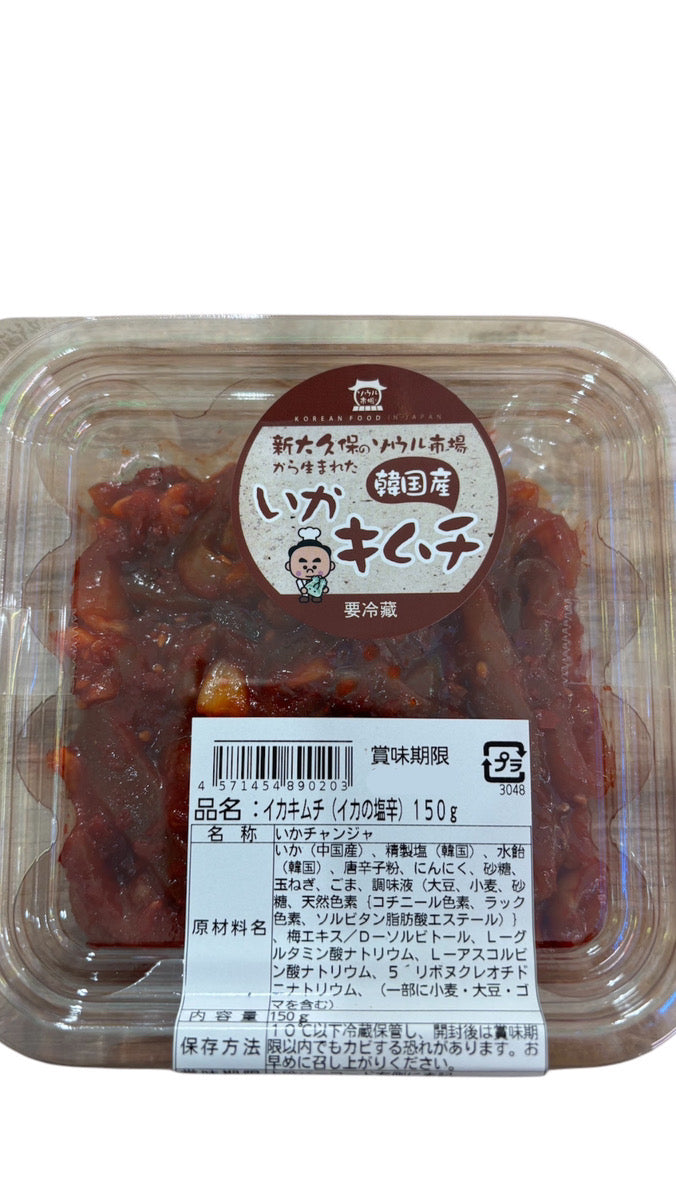 ソウル
市場
KOREAN FOOD IN JAPAN
新大久保のソウル市場
から生まれた
韓国産
いか
キムチ
要冷蔵
賞味期限
プラ
4 571454 890203
3048
品名:イカキムチ(イカの塩辛)150g
名 称 いかチャンジャ
原材料名 いか(中国産)、精製塩(韓国)、水飴
(韓国)、唐辛子粉、にんにく、砂糖、
玉ねぎ、ごま、調味液(大豆、小麦、砂
糖、天然色素{コチニール色素、ラック
色素、ソルビタン脂肪酸エステール)}
、梅エキス/D-ソルビトール、L-グ
ルタミン酸ナトリウム、L-アスコルビ
ン酸ナトリウム、5´リボヌクレオチド
ニナトリウム、(一部に小麦・大豆・ゴ
マを含む)
内 容 量 150g
保存方法 10℃以下冷蔵保管し、開封後は賞味期
限以内でもカビする恐れがあります。お
早めに召し上がりください。